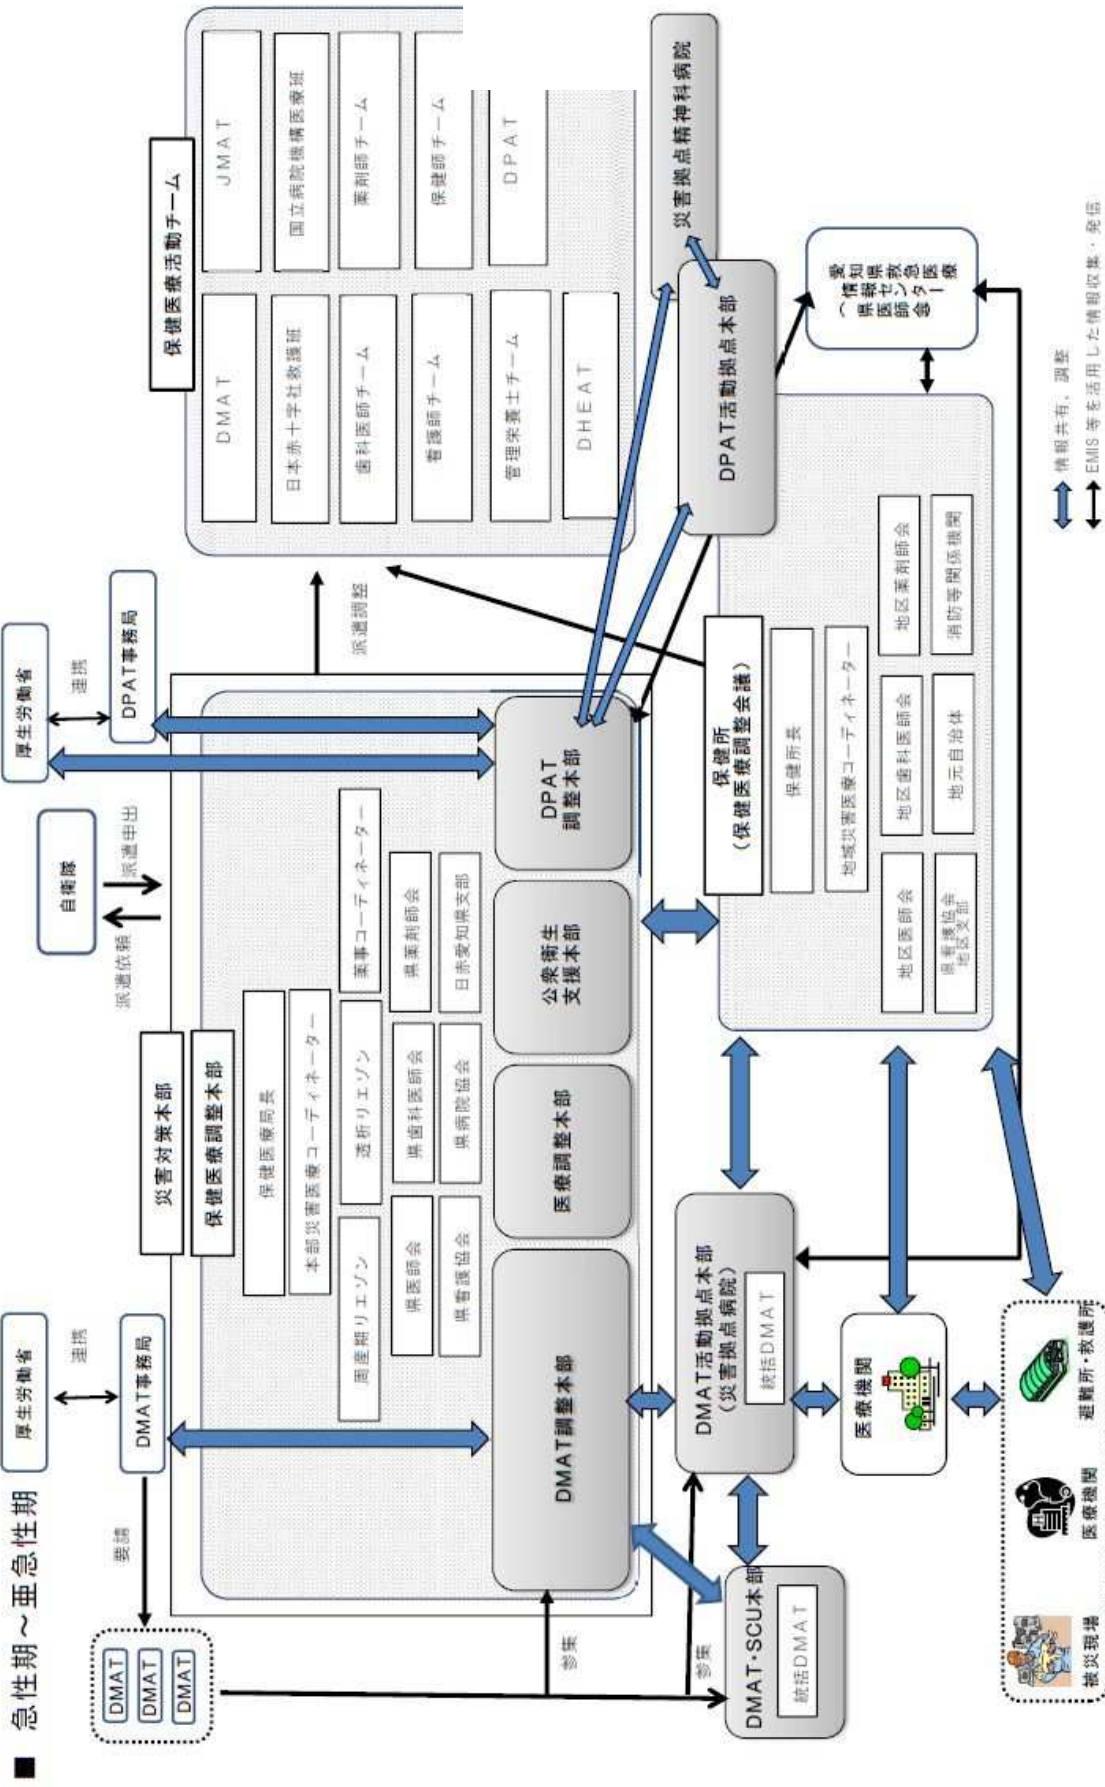 ■ 急性期～亜急性期
厚生労働省
連携
DMAT事務局
要請
DMAT
DMAT
DMAT
自衛隊
派遣依頼
派遣申出
厚生労働省
連携
DPAT事務局
災害対策本部
保健医療調整本部
保健医療局長
本部災害医療コーディネーター
周産期リエゾン
透析リエゾン
薬事コーディネーター
県医師会
県歯科医師会
県薬剤師会
県看護協会
県病院協会
日赤愛知県支部
DMAT調整本部
医療調整本部
公衆衛生
支援本部
DPAT
調整本部
派遣調整
保健医療活動チーム
DMAT
JMAT
日本赤十字社救護班
国立病院機構医療班
歯科医師チーム
薬剤師チーム
看護師チーム
保健師チーム
管理栄養士チーム
DPAT
DHEAT
災害拠点精神科病院
DPAT活動拠点本部
参集
参集
DMAT・SCU本部
統括DMAT
DMAT活動拠点本部
（災害拠点病院）
統括DMAT
保健所
（保健医療調整会議）
保健所長
地域災害医療コーディネーター
地区医師会
地区歯科医師会
地区薬剤師会
県看護協会
地区支部
地元自治体
消防等関係機関
愛知県救急医療
情報センター
（県医師会）
医療機関
被災現場
医療機関
避難所・救護所
情報共有、調整
EMIS 等を活用した情報収集・発信